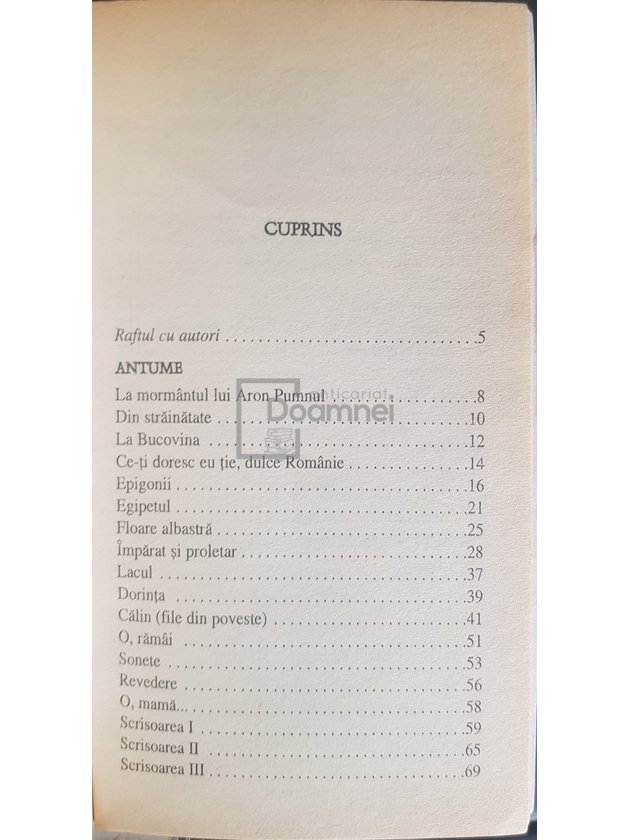 CUPRINS
Raftul cu autori ................................5
ANTUME
La mormântul lui Aron Pumnul ..................8
Din străinătate .................................10
La Bucovina ..................................12
Ce-ți doresc eu ție, dulce Românie ...............14
Epigonii ......................................16
Egipetul ......................................21
Floare albastră .................................25
Împărat și proletar ..............................28
Lacul ........................................37
Dorința ......................................39
Călin (file din poveste) .........................41
O, rămâi .....................................51
Sonete .......................................53
Revedere .....................................56
O, mamă... ...................................58
Scrisoarea I ...................................59
Scrisoarea II ..................................65
Scrisoarea III .................................69
anticariat
Doamnei